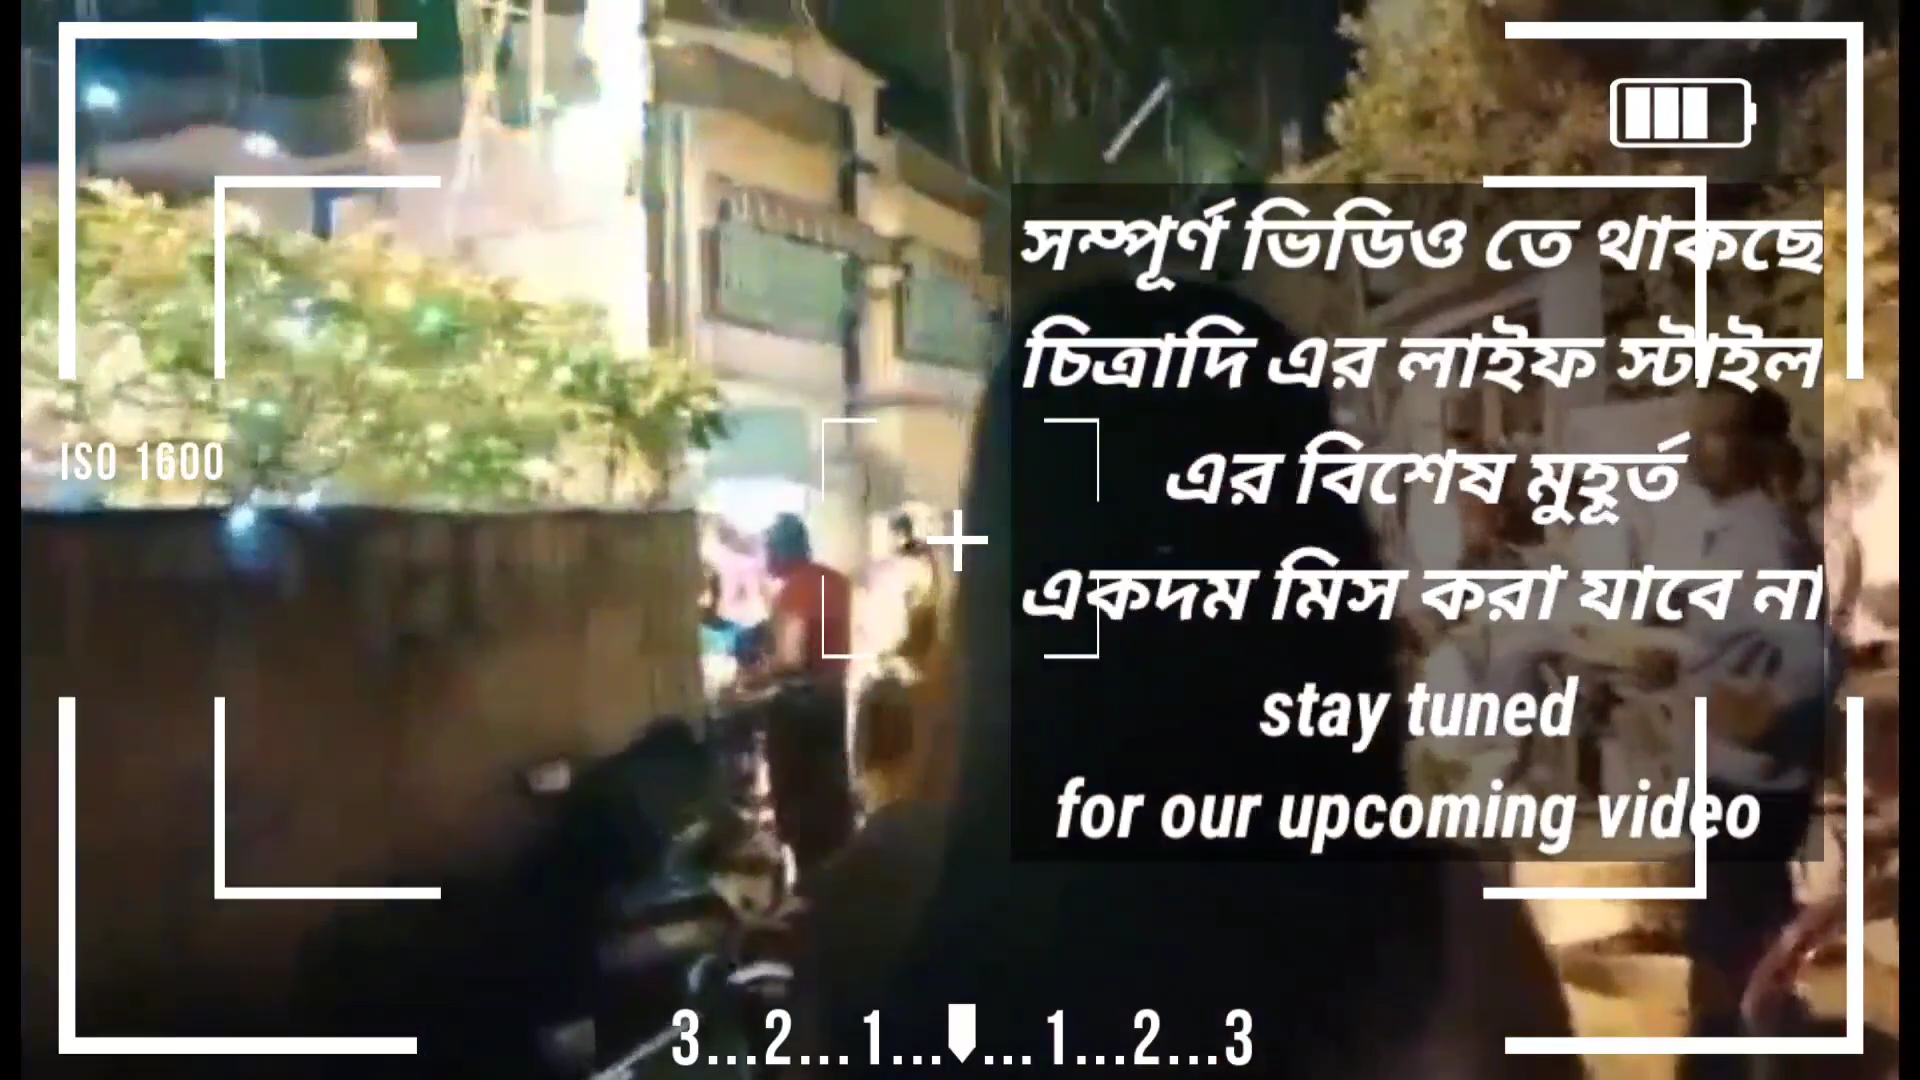 সম্পূর্ণ ভিডিও তে থাকছে
চিত্রাদি এর লাইফ স্টাইল
এর বিশেষ মুহূর্ত
একদম মিস করা যাবে না
stay tuned
for our upcoming video
ISO 1600
3...2...1......1...2...3